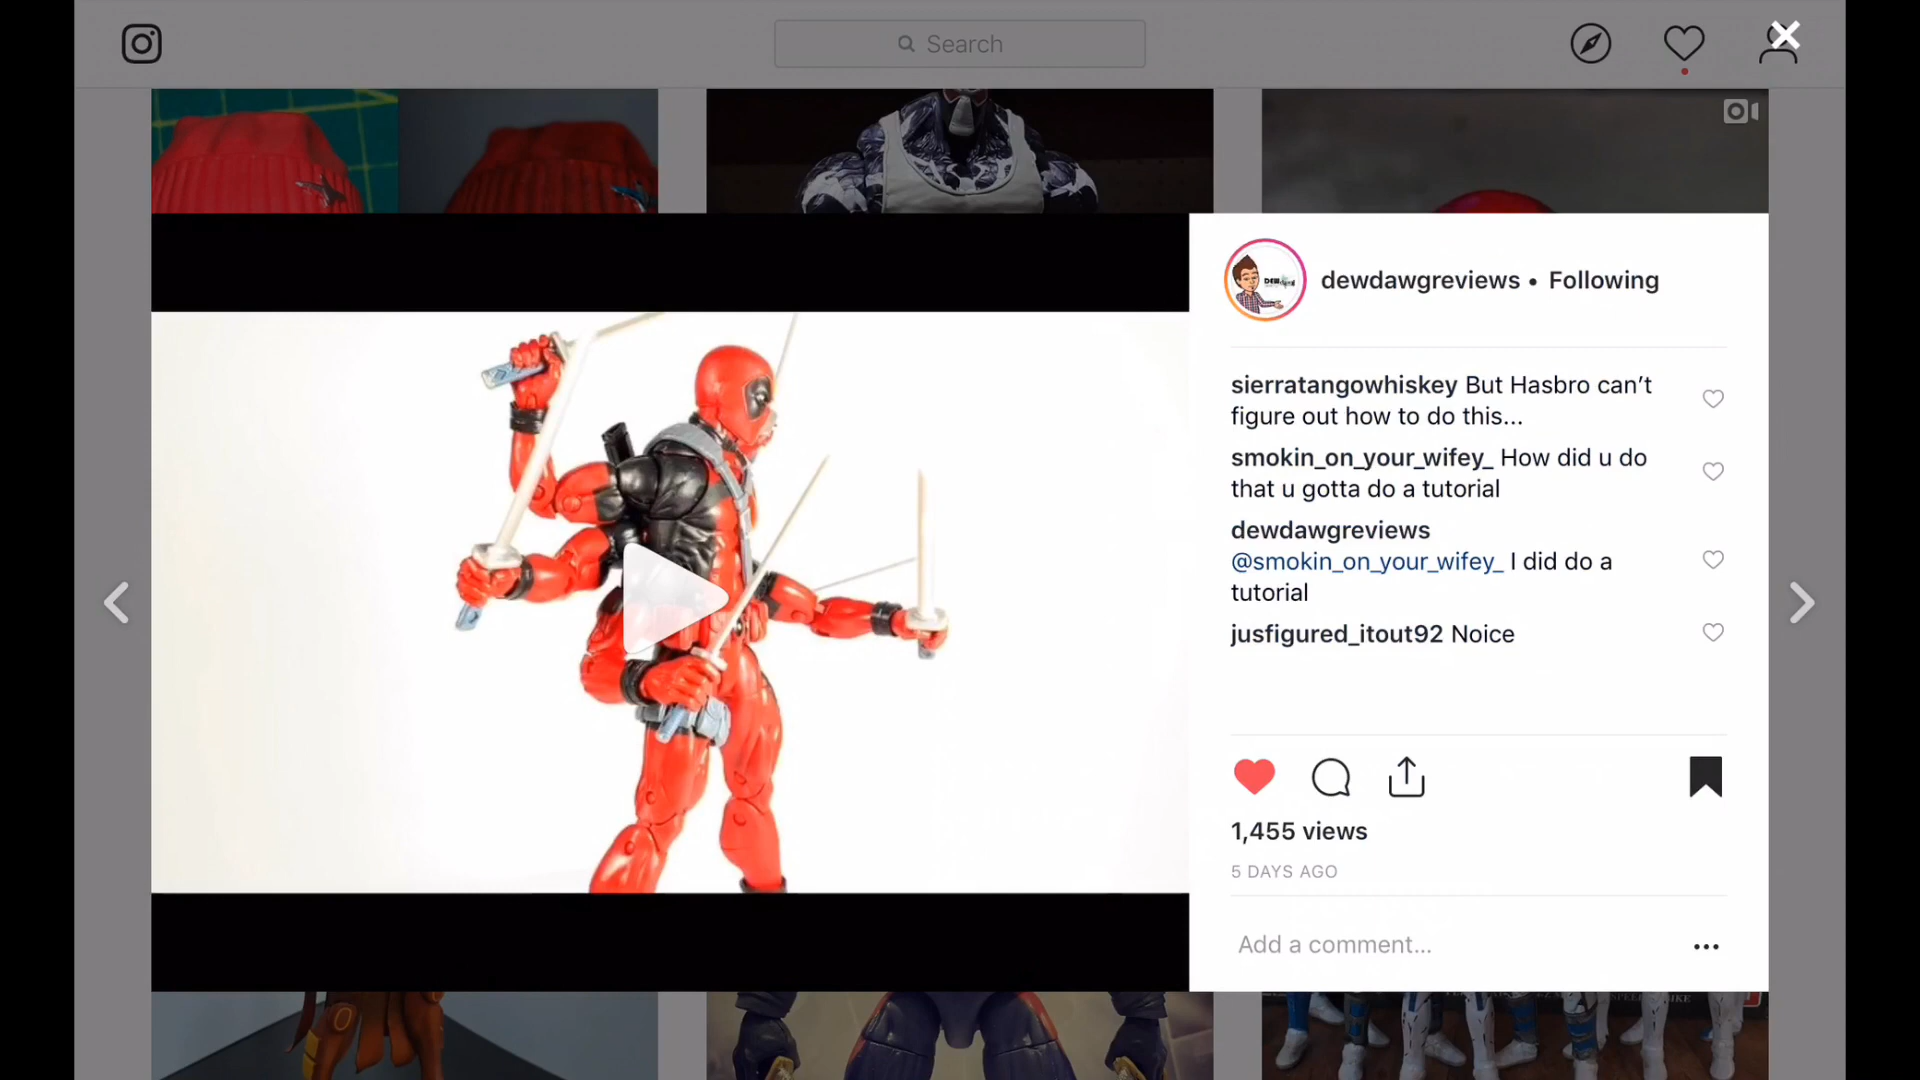 Search
dewdawgreviews • Following
sierratangowhiskey But Hasbro can't
figure out how to do this...
smokin_on_your_wifey_ How did u do
that u gotta do a tutorial
dewdawgreviews
@smokin_on_your_wifey_ I did do a
tutorial
jusfigured_itout92 Noice
1,455 views
5 DAYS AGO
Add a comment...